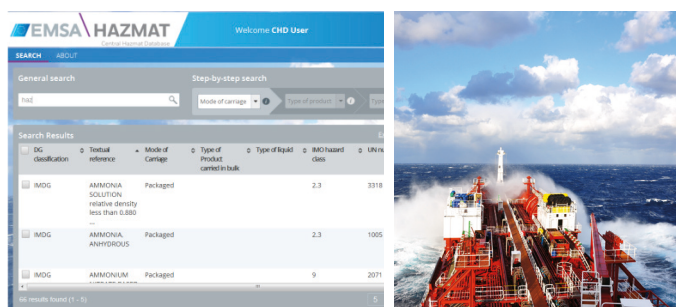 EMSA HAZMAT
Central Hazmat Database
Welcome CHD User
SEARCH ABOUT
General search
Step-by-step search
haz
Mode of carriage
Type of product
Type
Search Results
DG classification
Textual reference
Mode of Carriage
Type of Product carried in bulk
Type of liquid
IMO hazard class
UN nu
IMDG
AMMONIA
SOLUTION
relative density
less than 0.880
...
Packaged
2.3
3318
IMDG
AMMONIA,
ANHYDROUS
Packaged
2.3
1005
IMDG
AMMONIUM
Packaged
9
2071
66 results found (1 - 5)
5